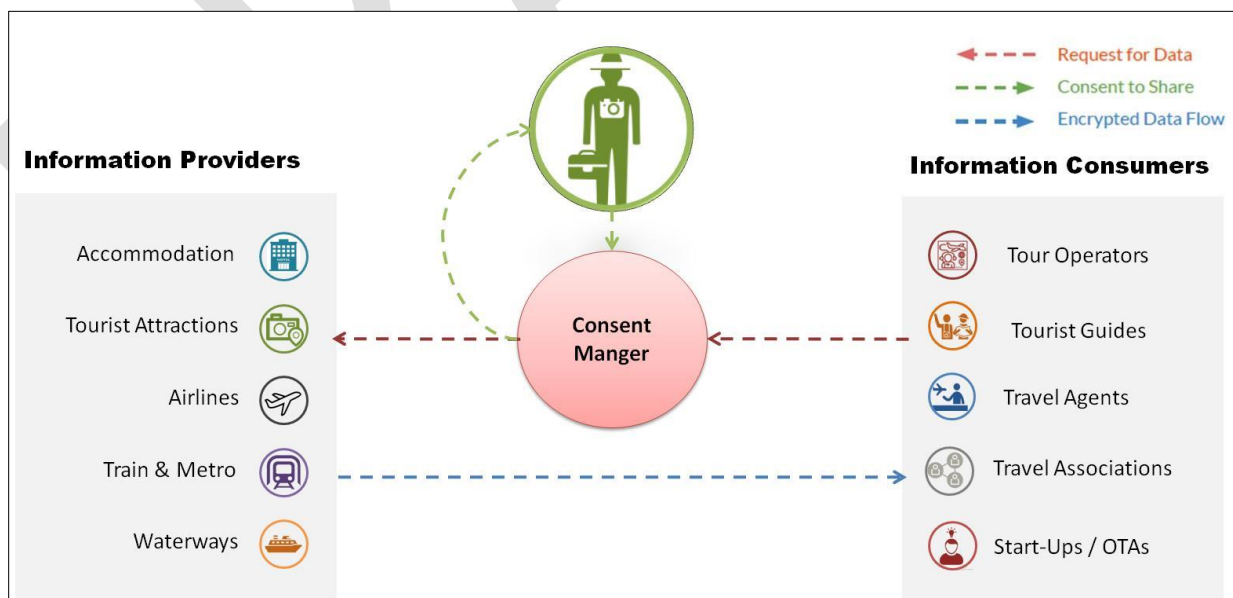 Request for Data
Consent to Share
Encrypted Data Flow
Information Providers
Accommodation
Tourist Attractions
Airlines
Train & Metro
Waterways
Consent
Manger
Information Consumers
Tour Operators
Tourist Guides
Travel Agents
Travel Associations
Start-Ups / OTAs